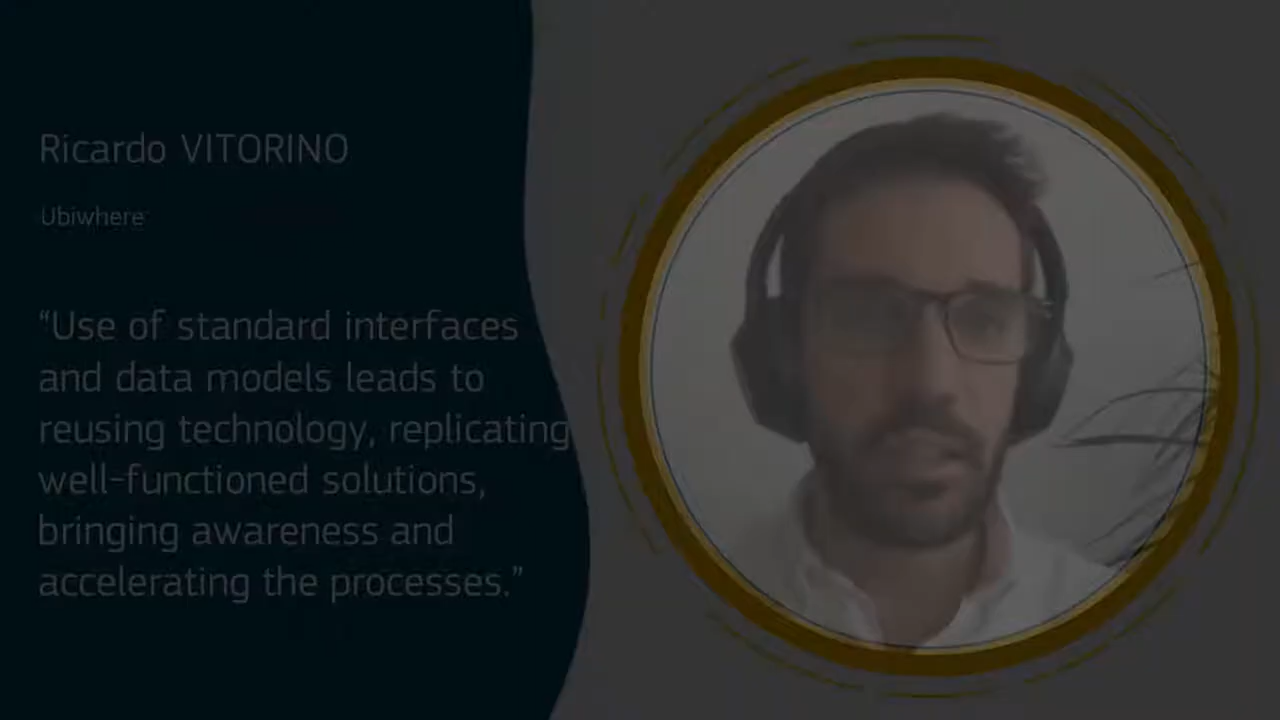 Ricardo VITORINO
Ubiwhere
“Use of standard interfaces
and data models leads to
reusing technology, replicating
well-functioned solutions,
bringing awareness and
accelerating the processes.”